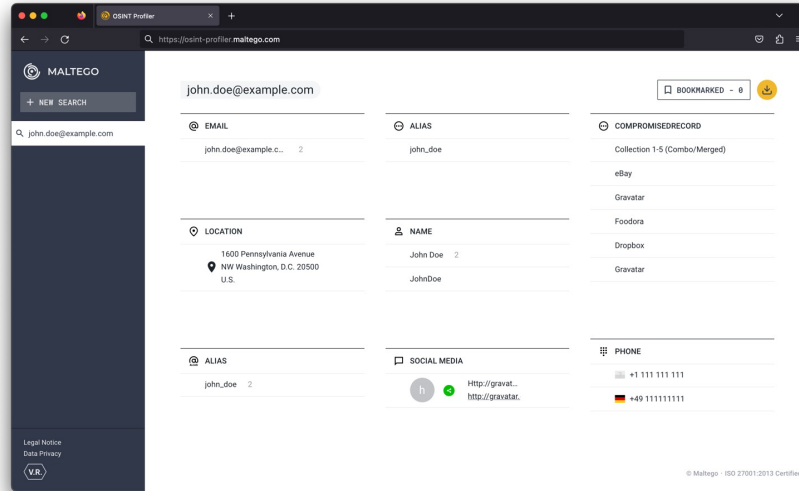 OSINT Profiler
https://osint-profiler.maltego.com
MALTEGO
+ NEW SEARCH
john.doe@example.com
Legal Notice
Data Privacy
V.R.
john.doe@example.com
BOOKMARKED - 0
EMAIL
john.doe@example.c... 2
ALIAS
john_doe
COMPROMISEDRECORD
Collection 1-5 (Combo/Merged)
eBay
Gravatar
Foodora
Dropbox
Gravatar
LOCATION
1600 Pennsylvania Avenue
NW Washington, D.C. 20500
U.S.
NAME
John Doe 2
JohnDoe
ALIAS
john_doe 2
SOCIAL MEDIA
h
Http://gravat...
http://gravatar.
PHONE
+1 111 111 111
+49 111111111
© Maltego - ISO 27001:2013 Certified